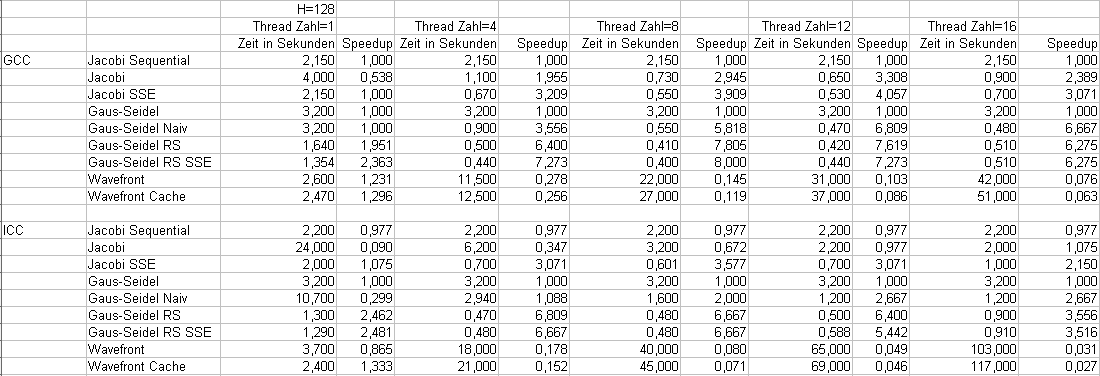 H=128
Thread Zahl=1 Thread Zahl=4 Thread Zahl=8 Thread Zahl=12 Thread Zahl=16
Zeit in Sekunden Speedup Zeit in Sekunden Speedup Zeit in Sekunden Speedup Zeit in Sekunden Speedup Zeit in Sekunden Speedup
GCC Jacobi Sequential 2,150 1,000 2,150 1,000 2,150 1,000 2,150 1,000 2,150 1,000
Jacobi 4,000 0,538 1,100 1,955 0,730 2,945 0,650 3,308 0,900 2,389
Jacobi SSE 2,150 1,000 0,670 3,209 0,550 3,909 0,530 4,057 0,700 3,071
Gaus-Seidel 3,200 1,000 3,200 1,000 3,200 1,000 3,200 1,000 3,200 1,000
Gaus-Seidel Naiv 3,200 1,000 0,900 3,556 0,550 5,818 0,470 6,809 0,480 6,667
Gaus-Seidel RS 1,640 1,951 0,500 6,400 0,410 7,805 0,420 7,619 0,510 6,275
Gaus-Seidel RS SSE 1,354 2,363 0,440 7,273 0,400 8,000 0,440 7,273 0,510 6,275
Wavefront 2,600 1,231 11,500 0,278 22,000 0,145 31,000 0,103 42,000 0,076
Wavefront Cache 2,470 1,296 12,500 0,256 27,000 0,119 37,000 0,086 51,000 0,063
ICC Jacobi Sequential 2,200 0,977 2,200 0,977 2,200 0,977 2,200 0,977 2,200 0,977
Jacobi 24,000 0,090 6,200 0,347 3,200 0,672 2,200 0,977 2,000 1,075
Jacobi SSE 2,000 1,075 0,700 3,071 0,601 3,577 0,700 3,071 1,000 2,150
Gaus-Seidel 3,200 1,000 3,200 1,000 3,200 1,000 3,200 1,000 3,200 1,000
Gaus-Seidel Naiv 10,700 0,299 2,940 1,088 1,600 2,000 1,200 2,667 1,200 2,667
Gaus-Seidel RS 1,300 2,462 0,470 6,809 0,480 6,667 0,500 6,400 0,900 3,556
Gaus-Seidel RS SSE 1,290 2,481 0,480 6,667 0,480 6,667 0,588 5,442 0,910 3,516
Wavefront 3,700 0,865 18,000 0,178 40,000 0,080 65,000 0,049 103,000 0,031
Wavefront Cache 2,400 1,333 21,000 0,152 45,000 0,071 69,000 0,046 117,000 0,027